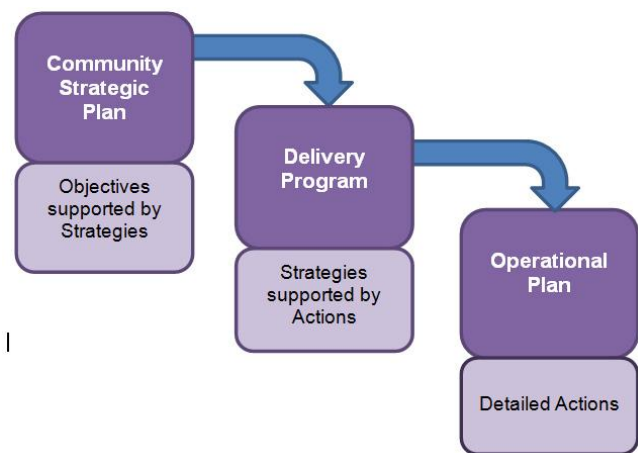 Community
Strategic
Plan
Objectives
supported by
Strategies
Delivery
Program
Strategies
supported by
Actions
Operational
Plan
Detailed Actions